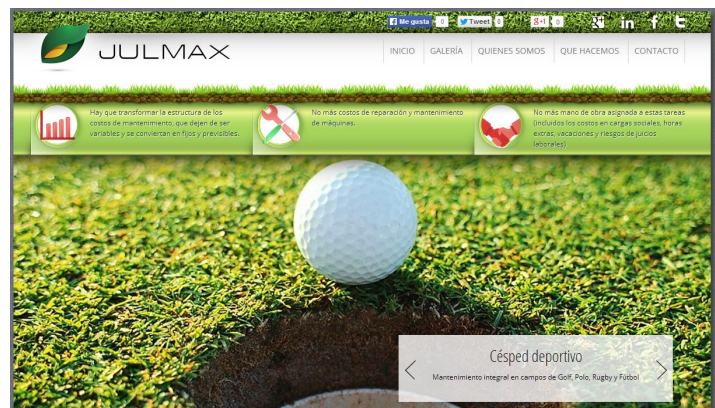 Me gusta 0 Tweet 0 8+1 0
JULMAX
INICIO GALERÍA QUIENES SOMOS QUE HACEMOS CONTACTO
Hay que transformar la estructura de los
costos de mantenimiento, que dejen de ser
variables y se conviertan en fijos y previsibles.
No más costos de reparación y mantenimiento
de máquinas.
No más mano de obra asignada a estas tareas
(incluidos los costos en cargas sociales, horas
extras, vacaciones y riesgos de juicios
laborales)
Césped deportivo
Mantenimiento integral en campos de Golf, Polo, Rugby y Fútbol